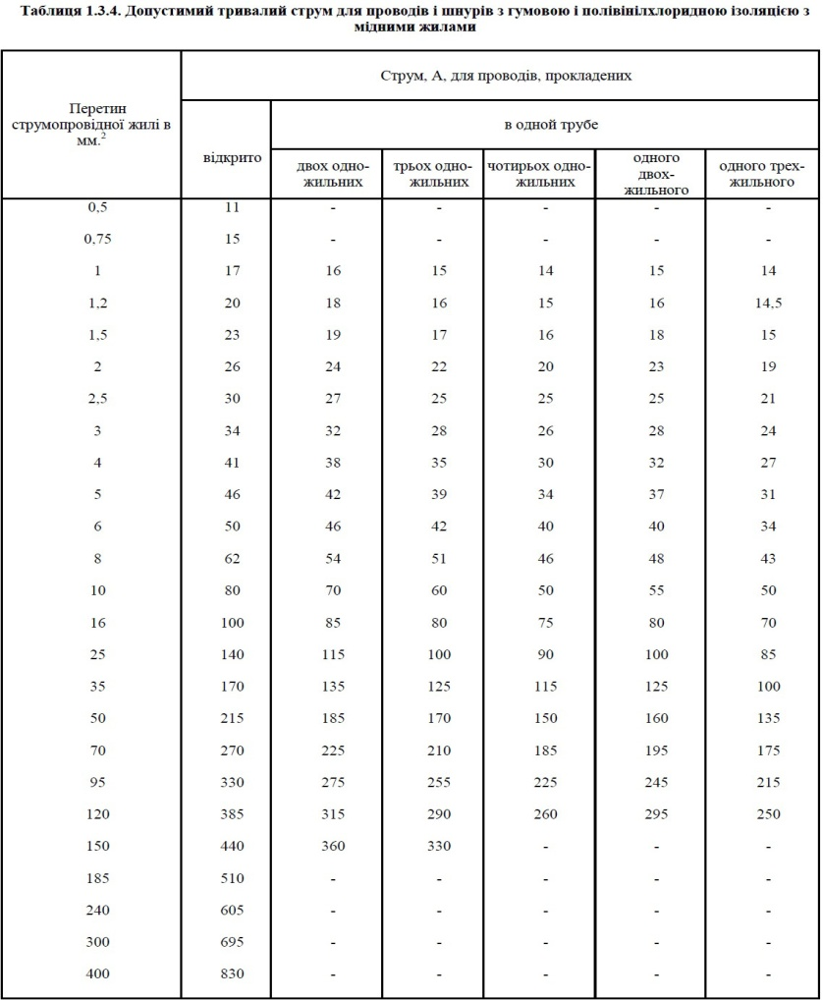 Таблиця 1.3.4. Допустимий тривалий струм для проводів і шнурів з гумовою і полівінілхлоридною ізоляцією з
мідними жилами
Перетин
струмопровідної жилі в
мм.2
Струм, А, для проводів, прокладених
відкрито
в одной трубе
двох одно-
жильних
трьох одно-
жильних
чотирьох одно-
жильних
одного
двох-
жильного
одного трех-
жильного
0,5 11 - - - - -
0,75 15 - - - - -
1 17 16 15 14 15 14
1,2 20 18 16 15 16 14,5
1,5 23 19 17 16 18 15
2 26 24 22 20 23 19
2,5 30 27 25 25 25 21
3 34 32 28 26 28 24
4 41 38 35 30 32 27
5 46 42 39 34 37 31
6 50 46 42 40 40 34
8 62 54 51 46 48 43
10 80 70 60 50 55 50
16 100 85 80 75 80 70
25 140 115 100 90 100 85
35 170 135 125 115 125 100
50 215 185 170 150 160 135
70 270 225 210 185 195 175
95 330 275 255 225 245 215
120 385 315 290 260 295 250
150 440 360 330 - - -
185 510 - - - - -
240 605 - - - - -
300 695 - - - - -
400 830 - - - - -